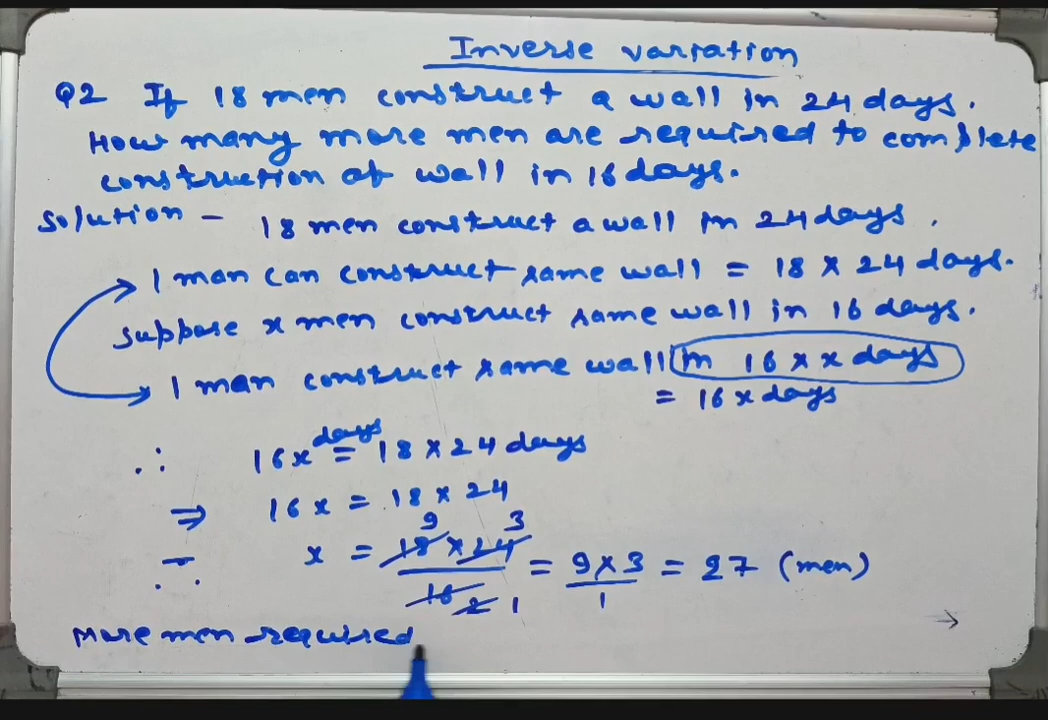 Inverse variation
Q2 If 18 men construct a wall in 24 days.
How many more men are required to complete
construction of wall in 16 days.
Solution - 18 men construct a wall in 24 days.
1 man can construct same wall = 18 × 24 days.
Suppose x men construct same wall in 16 days.
1 man construct same wall in 16 × x days
= 16 x days
∴ 16x days = 18 × 24 days
⇒ 16x = 18 × 24
9 3
∴ x = 18 × 24 / 16 2 1 = 9×3 / 1 = 27 (men)
More men required
→